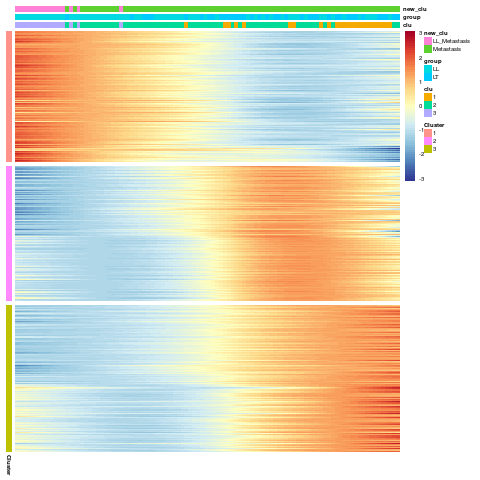 new_clu
group
clu
3
2
1
0
-1
-2
-3
new_clu
LL_Metastasis
Metastasis
group
LL
LT
clu
1
2
3
Cluster
1
2
3
Cluster